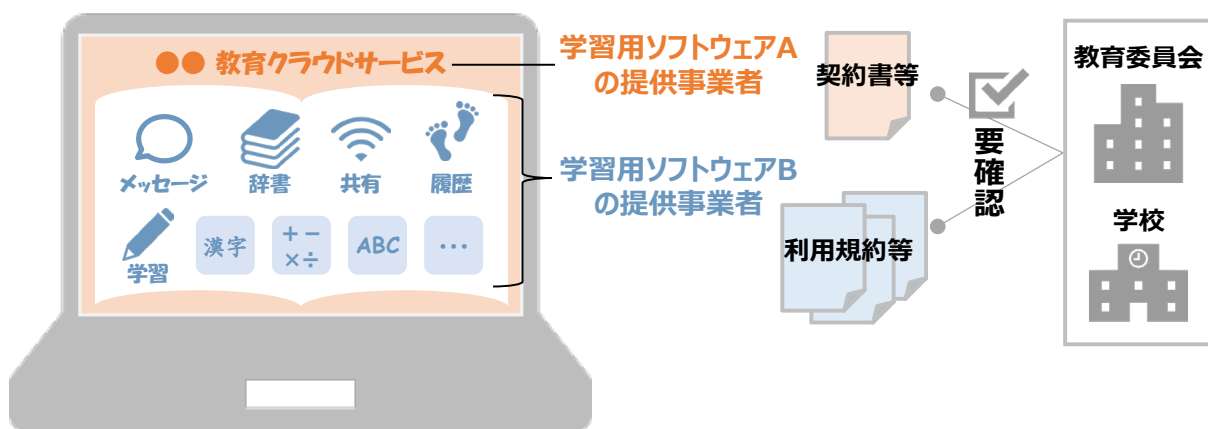 ●● 教育クラウドサービス
メッセージ
辞書
共有
履歴
学習
漢字
+−
×÷
ABC
…
学習用ソフトウェアA
の提供事業者
学習用ソフトウェアB
の提供事業者
契約書等
利用規約等
要確認
教育委員会
学校